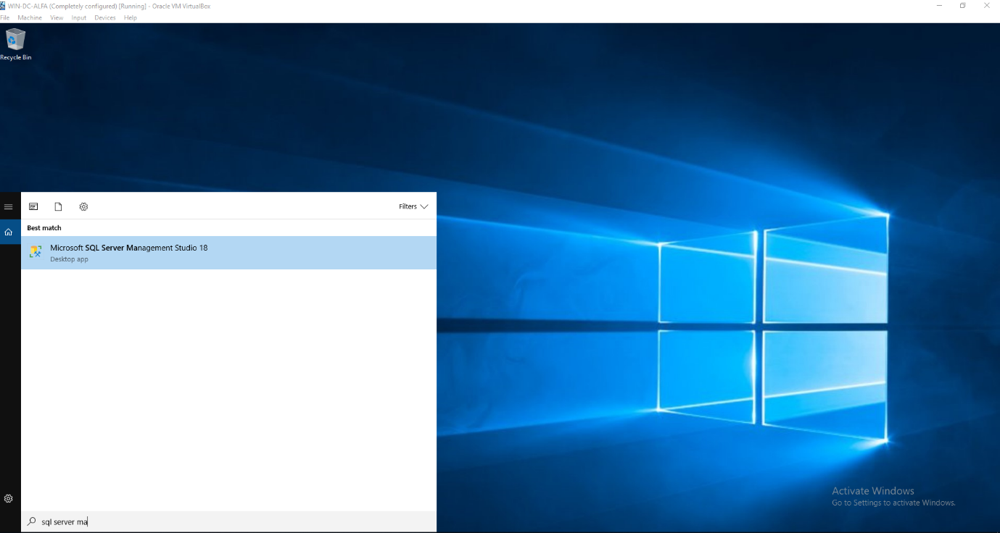 WIN-DC-ALFA (Completely configured) [Running] - Oracle VM VirtualBox
File Machine View Input Devices Help
Recycle Bin
Filters
Best match
Microsoft SQL Server Management Studio 18
Desktop app
Activate Windows
Go to Settings to activate Windows.
sql server ma